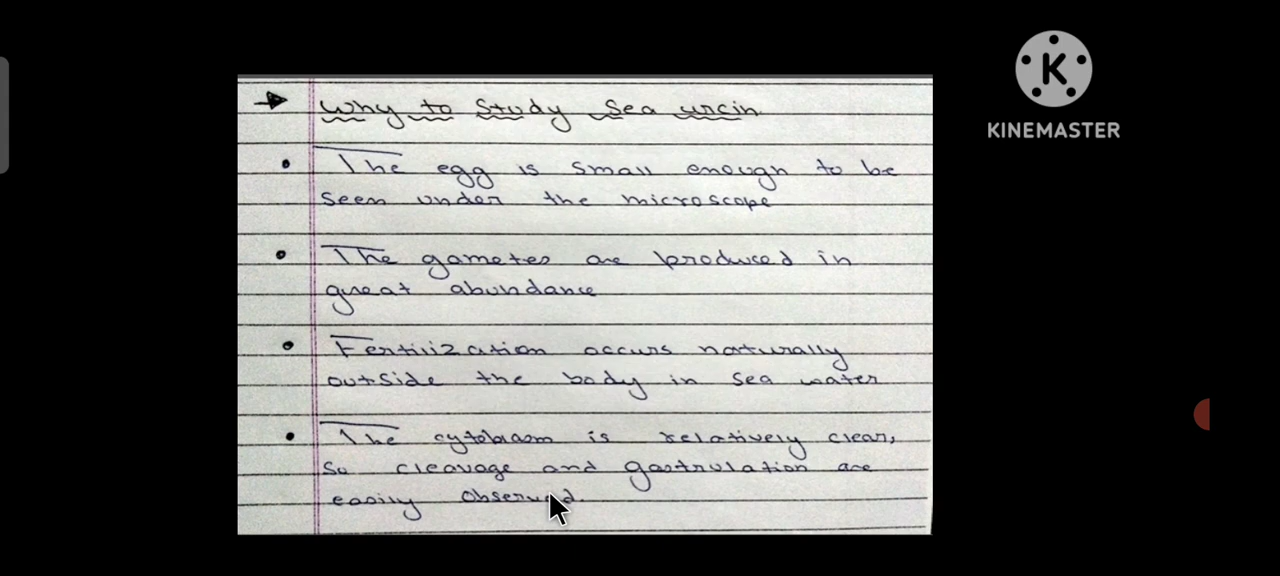 Why to Study Sea urcin
The egg is small enough to be
seen under the microscope
The gametes are produced in
great abundance
Fertilization occurs naturally
outside the body in sea water
The cytoplasm is relatively clear,
So cleavage and gastrulation are
easily observed.
K
KINEMASTER